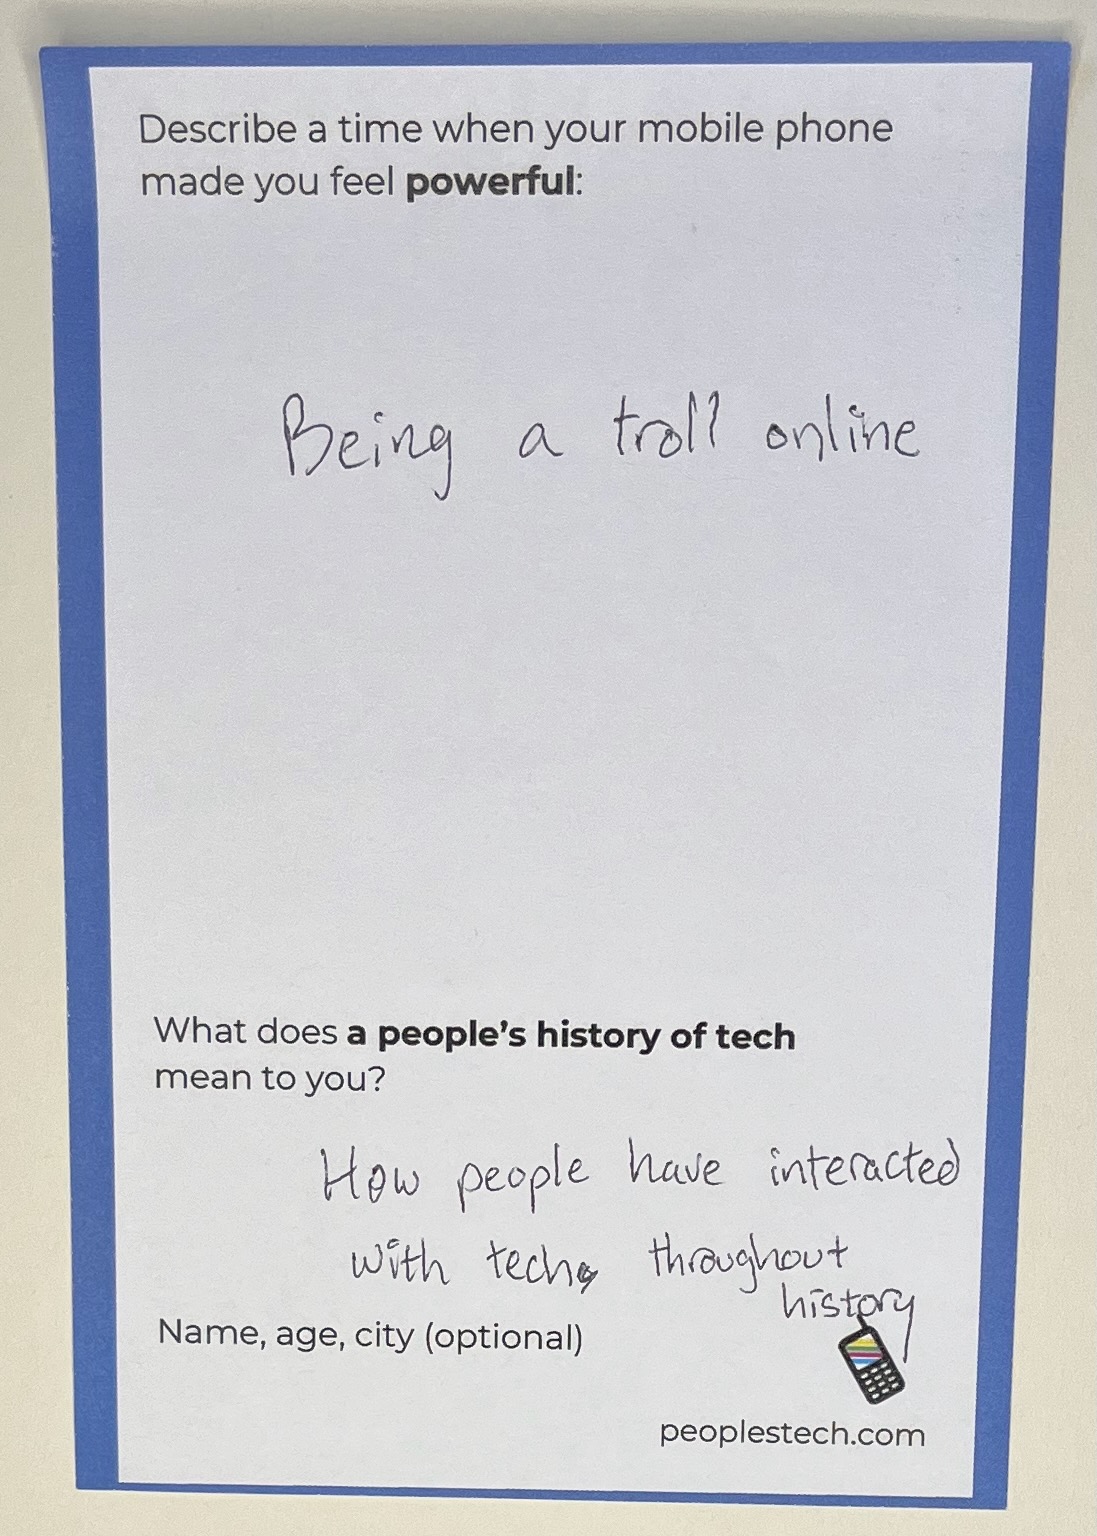 Describe a time when your mobile phone
made you feel powerful:
Being a troll online
What does a people's history of tech
mean to you?
How people have interacted
with tech throughout
history
Name, age, city (optional)
peoplestech.com